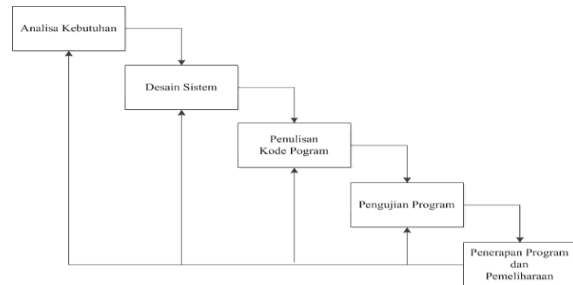 Analisa Kebutuhan
Desain Sistem
Penulisan
Kode Pogram
Pengujian Program
Penerapan Program
dan
Pemeliharaan